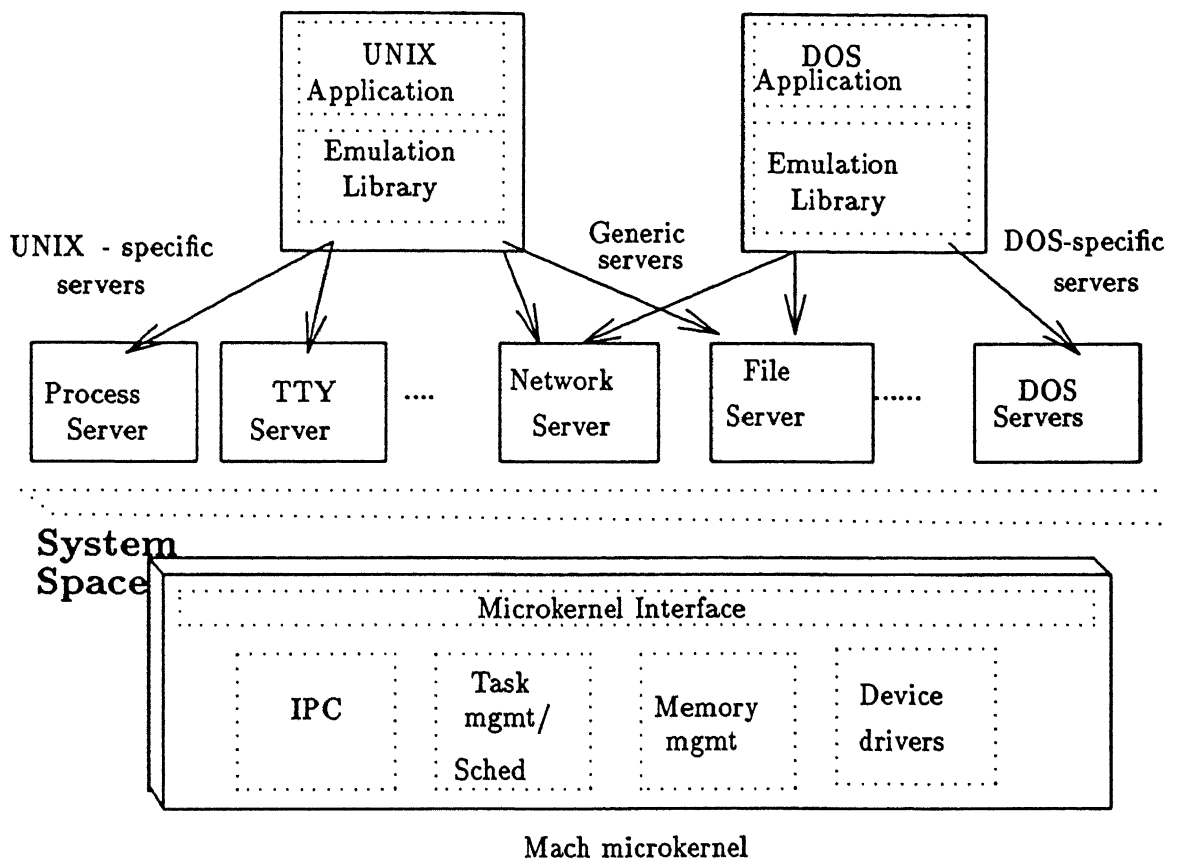 UNIX
Application
Emulation
Library
DOS
Application
Emulation
Library
UNIX - specific
servers
Generic
servers
DOS-specific
servers
Process
Server
TTY
Server
....
Network
Server
File
Server
......
DOS
Servers
System
Space
Microkernel Interface
IPC
Task
mgmt/
Sched
Memory
mgmt
Device
drivers
Mach microkernel